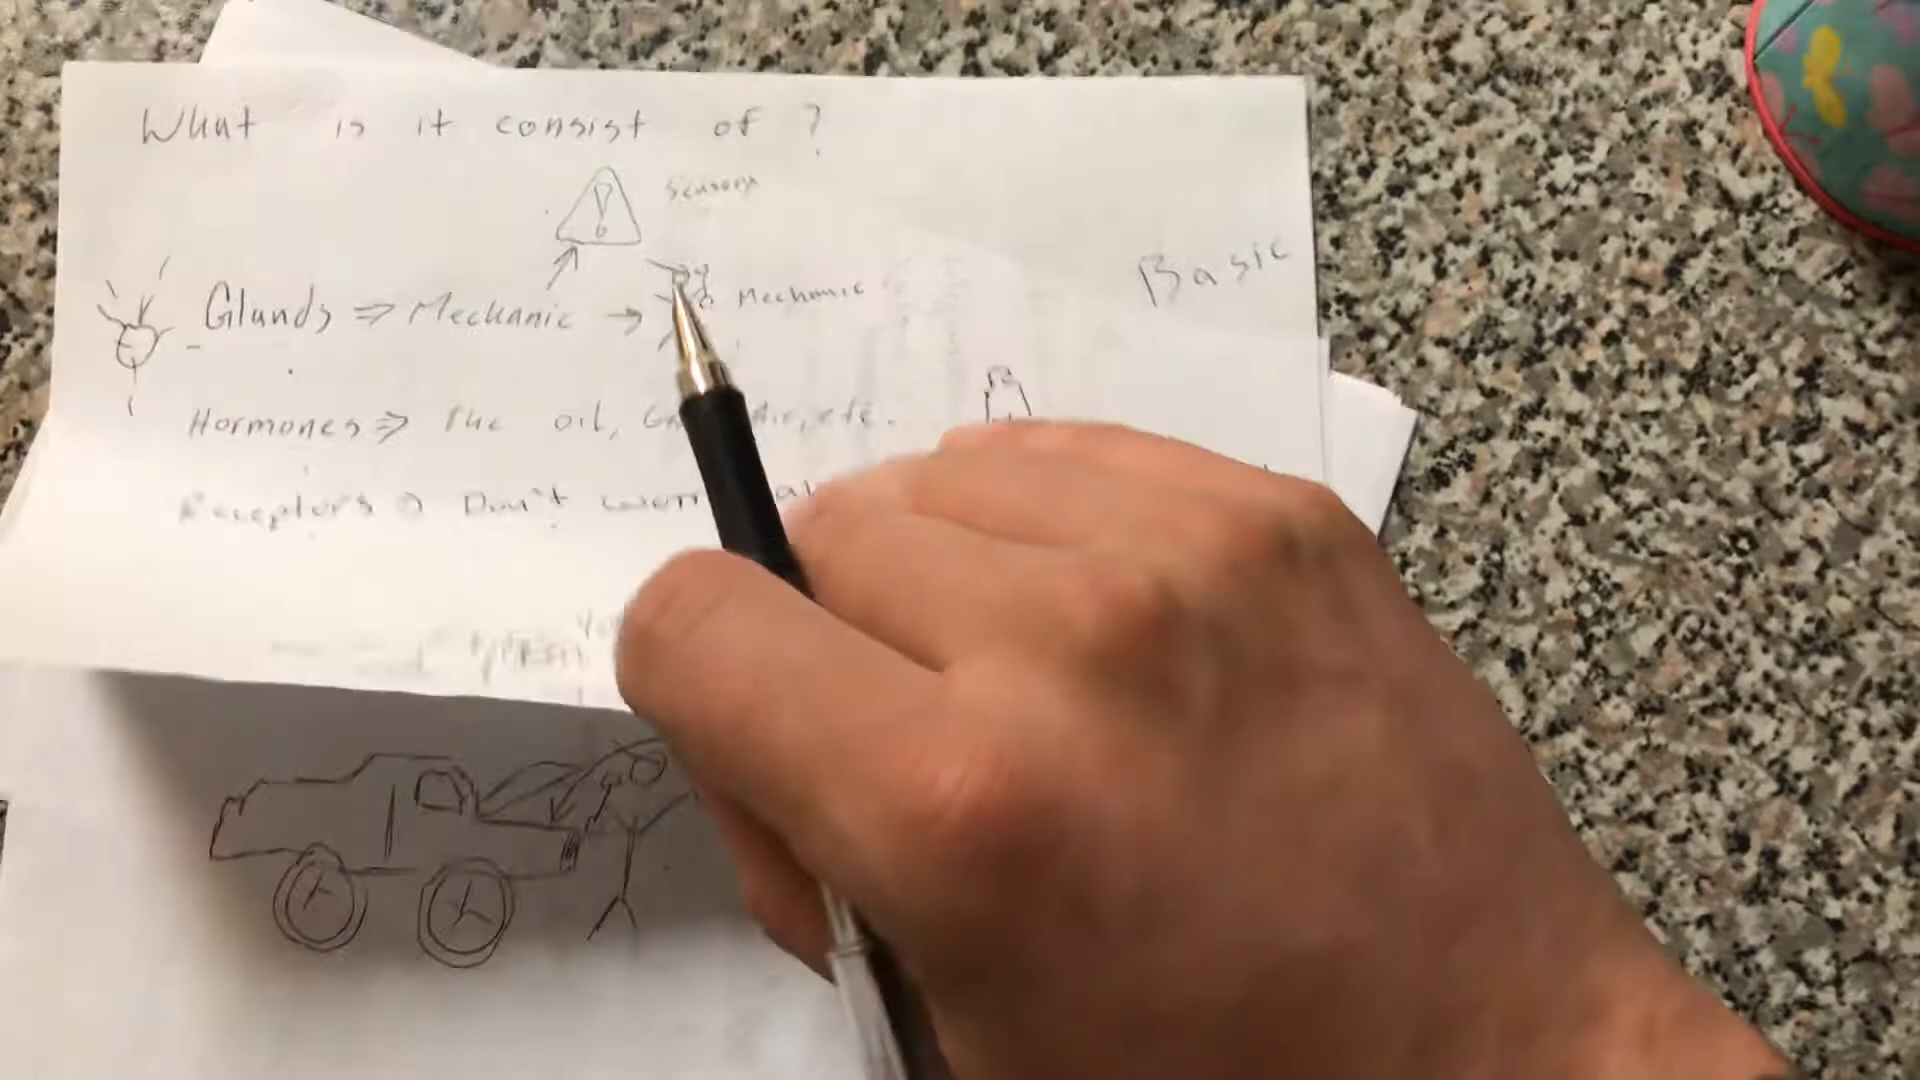 What is it consist of ?
Sensory
Glands ⇒ Mechanic → Mechanic
Basic
Hormones ⇒ The oil, Air, etc.
Receptors Don't